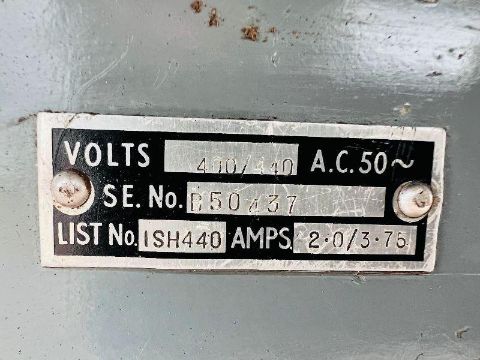 VOLTS 400/440 A.C. 50~
SE. No.
LIST No. ISH440 AMPS. 2·0/3·75